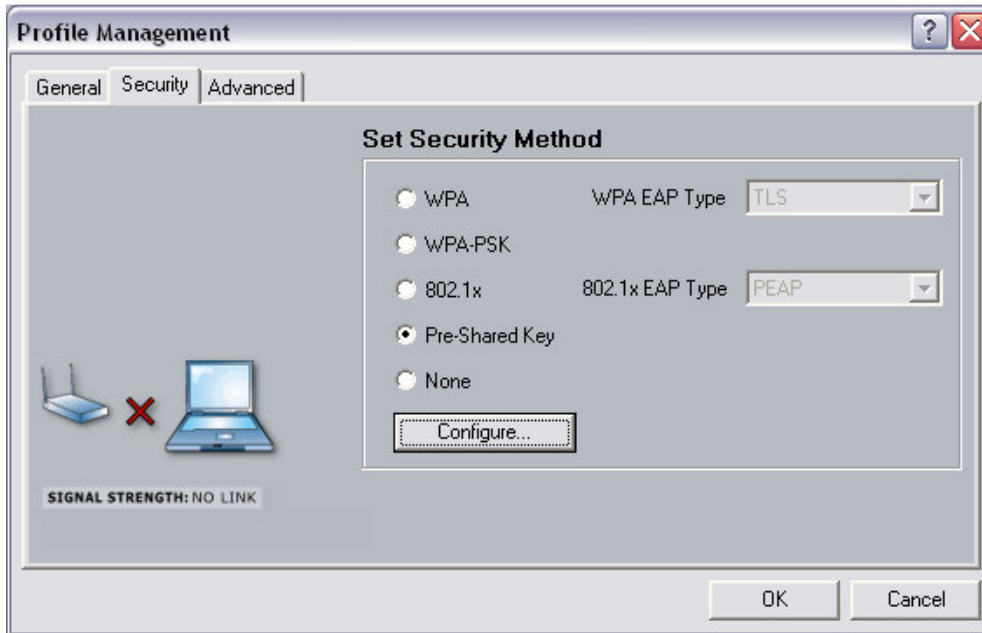 Profile Management
General Security Advanced
Set Security Method
WPA WPA EAP Type TLS
WPA-PSK
802.1x 802.1x EAP Type PEAP
Pre-Shared Key
None
Configure...
SIGNAL STRENGTH: NO LINK
OK Cancel